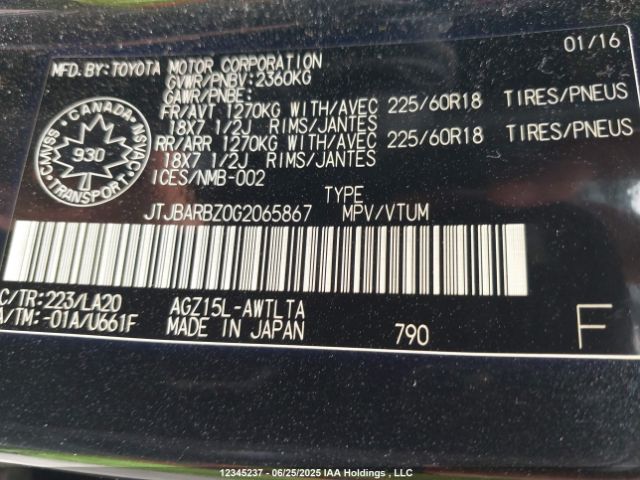 MFD.BY:TOYOTA MOTOR CORPORATION 01/16
GVWR/PNBV:2360KG
GAWR/PNBE:
FR/AVT 1270KG WITH/AVEC 225/60R18 TIRES/PNEUS
18X7 1/2J RIMS/JANTES
RR/ARR 1270KG WITH/AVEC 225/60R18 TIRES/PNEUS
18X7 1/2J RIMS/JANTES
ICES/NMB-002
CANADA
CMVSS NSVAC
930
TRANSPORT
TYPE
JTJBARBZ0G2065867 MPV/VTUM
C/TR:223/LA20 AGZ15L-AWTLTA
A/TM:-01A/U661F MADE IN JAPAN 790 F
12345237 - 06/25/2025 IAA Holdings , LLC